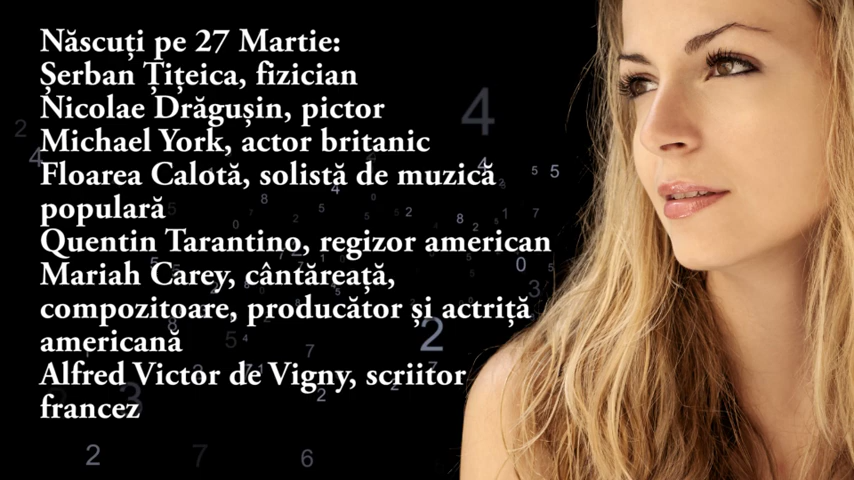 Născuți pe 27 Martie:
Șerban Țițeica, fizician
Nicolae Drăgușin, pictor
Michael York, actor britanic
Floarea Calotă, solistă de muzică
populară
Quentin Tarantino, regizor american
Mariah Carey, cântăreață,
compozitoare, producător și actriță
americană
Alfred Victor de Vigny, scriitor
francez